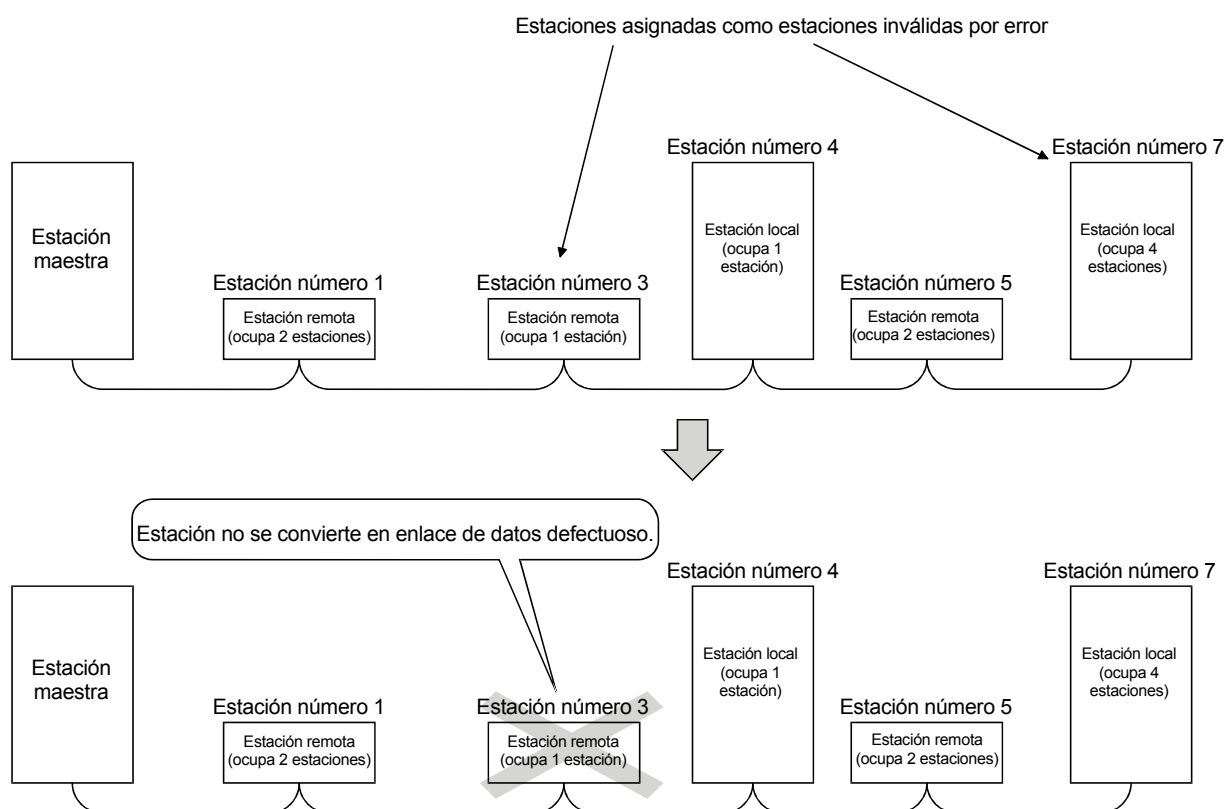 Estaciones asignadas como estaciones inválidas por error
Estación número 4
Estación número 7
Estación
maestra
Estación local
(ocupa 1
estación)
Estación local
(ocupa 4
estaciones)
Estación número 1
Estación número 3
Estación número 5
Estación remota
(ocupa 2 estaciones)
Estación remota
(ocupa 1 estación)
Estación remota
(ocupa 2 estaciones)
Estación no se convierte en enlace de datos defectuoso.
Estación número 4
Estación número 7
Estación
maestra
Estación local
(ocupa 1
estación)
Estación local
(ocupa 4
estaciones)
Estación número 1
Estación número 3
Estación número 5
Estación remota
(ocupa 2 estaciones)
Estación remota
(ocupa 1 estación)
Estación remota
(ocupa 2 estaciones)